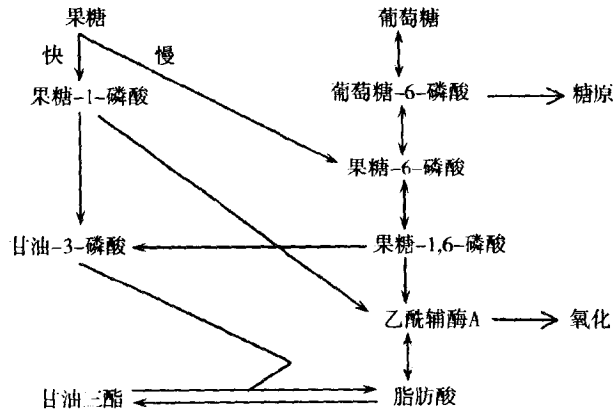 果糖 葡萄糖
快 慢
果糖-1-磷酸 葡萄糖-6-磷酸 糖原
果糖-6-磷酸
甘油-3-磷酸 果糖-1,6-磷酸
乙酰辅酶A 氧化
甘油三酯 脂肪酸